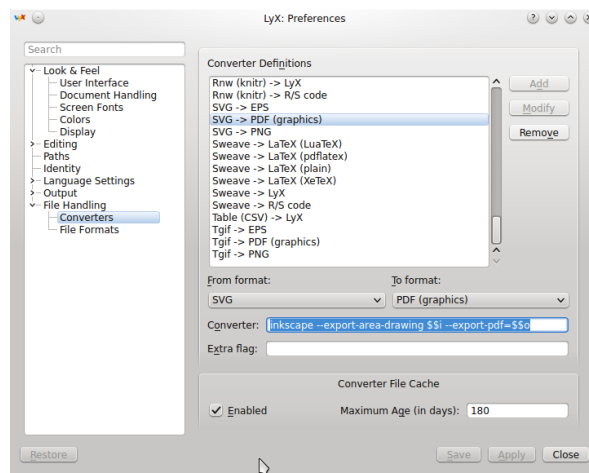 LyX: Preferences
Search
Look & Feel
User Interface
Document Handling
Screen Fonts
Colors
Display
Editing
Paths
Identity
Language Settings
Output
File Handling
Converters
File Formats
Converter Definitions
Rnw (knitr) -> LyX
Rnw (knitr) -> R/S code
SVG -> EPS
SVG -> PDF (graphics)
SVG -> PNG
Sweave -> LaTeX (LuaTeX)
Sweave -> LaTeX (pdflatex)
Sweave -> LaTeX (plain)
Sweave -> LaTeX (XeTeX)
Sweave -> LyX
Sweave -> R/S code
Table (CSV) -> LyX
Tgif -> EPS
Tgif -> PDF (graphics)
Tgif -> PNG
Add
Modify
Remove
From format: To format:
SVG PDF (graphics)
Converter: inkscape --export-area-drawing $$i --export-pdf=$$o
Extra flag:
Converter File Cache
Enabled Maximum Age (in days): 180
Restore Save Apply Close